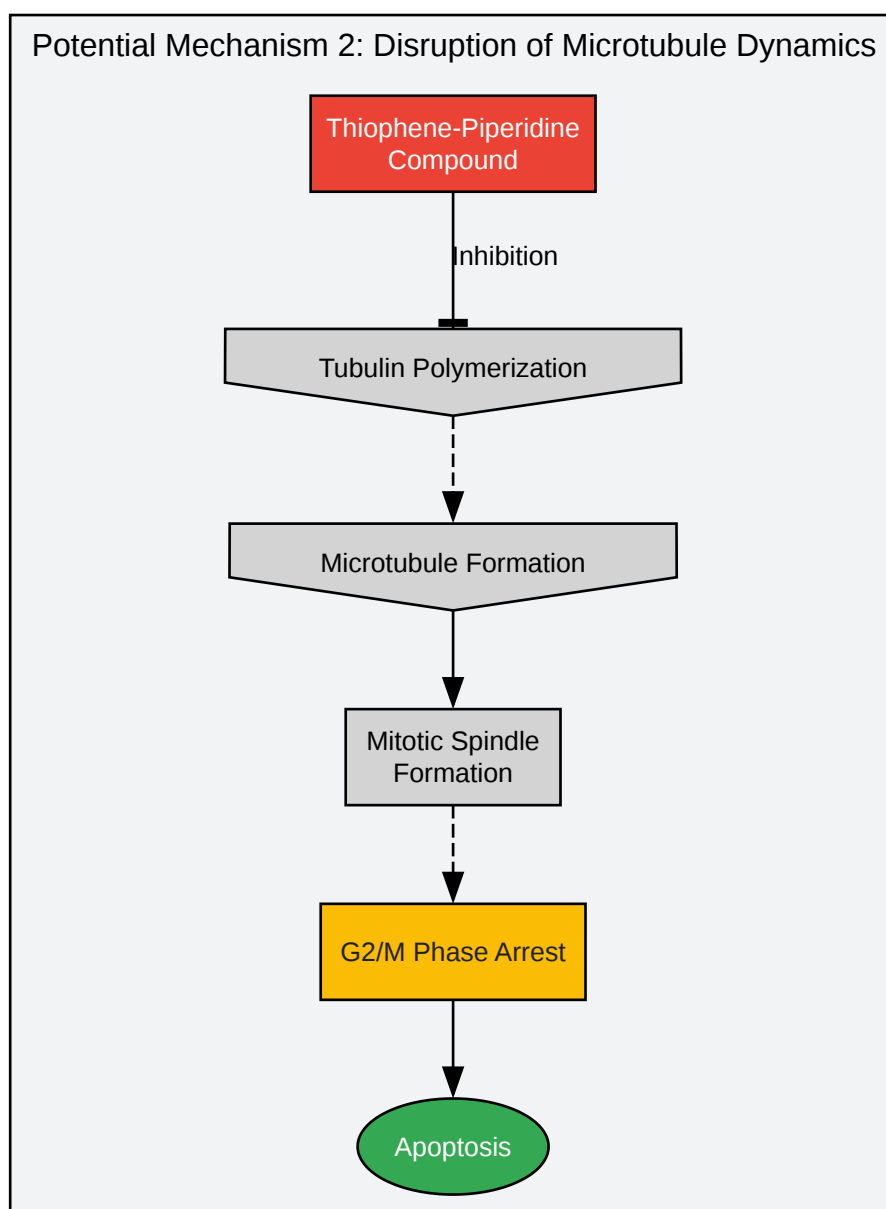 Potential Mechanism 2: Disruption of Microtubule Dynamics
Thiophene-Piperidine
Compound
Inhibition
Tubulin Polymerization
Microtubule Formation
Mitotic Spindle
Formation
G2/M Phase Arrest
Apoptosis